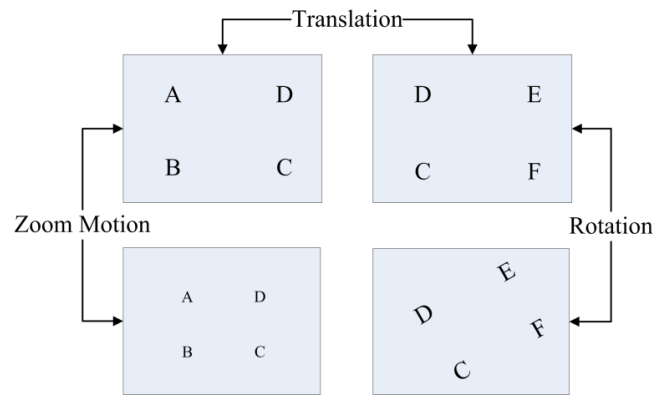 Translation
A D
B C
D E
C F
Zoom Motion
Rotation
A D
B C
E
D
F
C